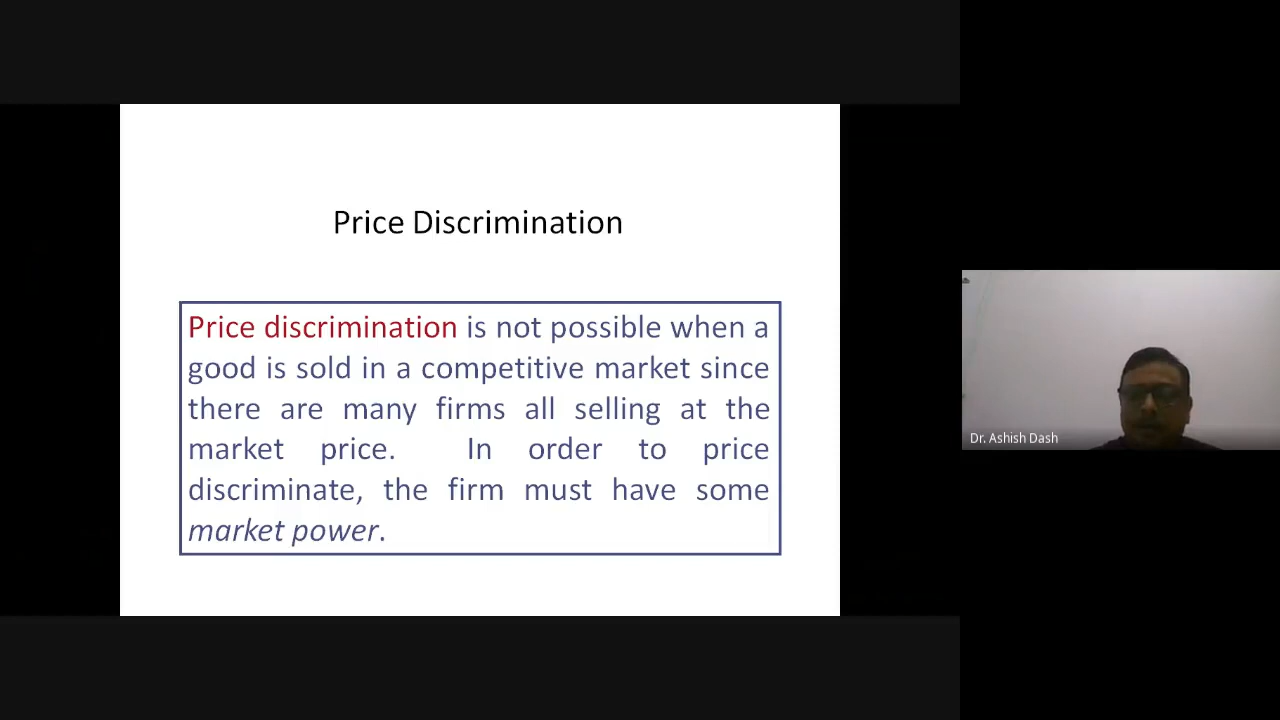 Price Discrimination
Price discrimination is not possible when a
good is sold in a competitive market since
there are many firms all selling at the
market price. In order to price
discriminate, the firm must have some
market power.
Dr. Ashish Dash